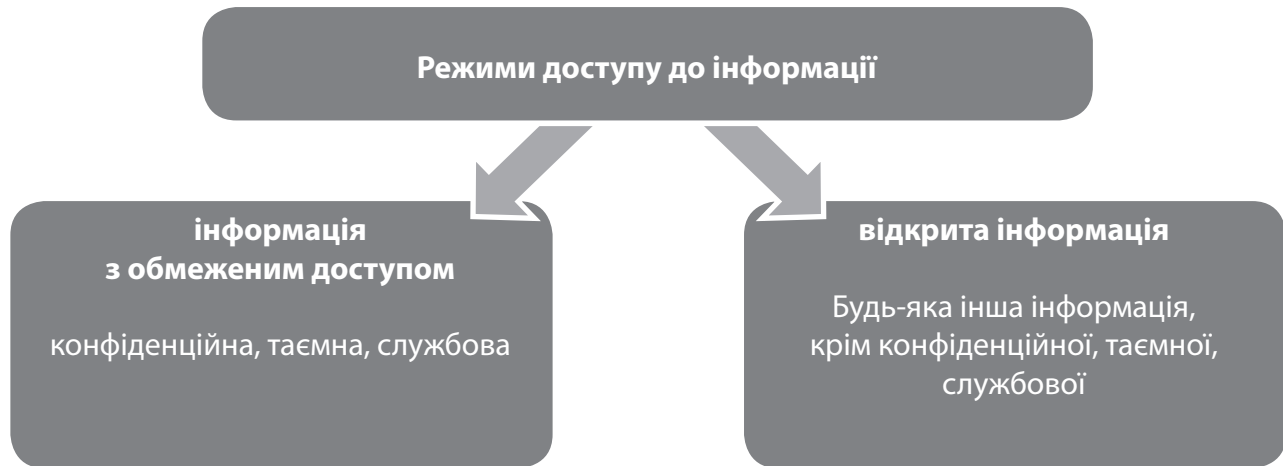 Режими доступу до інформації
інформація
з обмеженим доступом
конфіденційна, таємна, службова
відкрита інформація
Будь-яка інша інформація,
крім конфіденційної, таємної,
службової